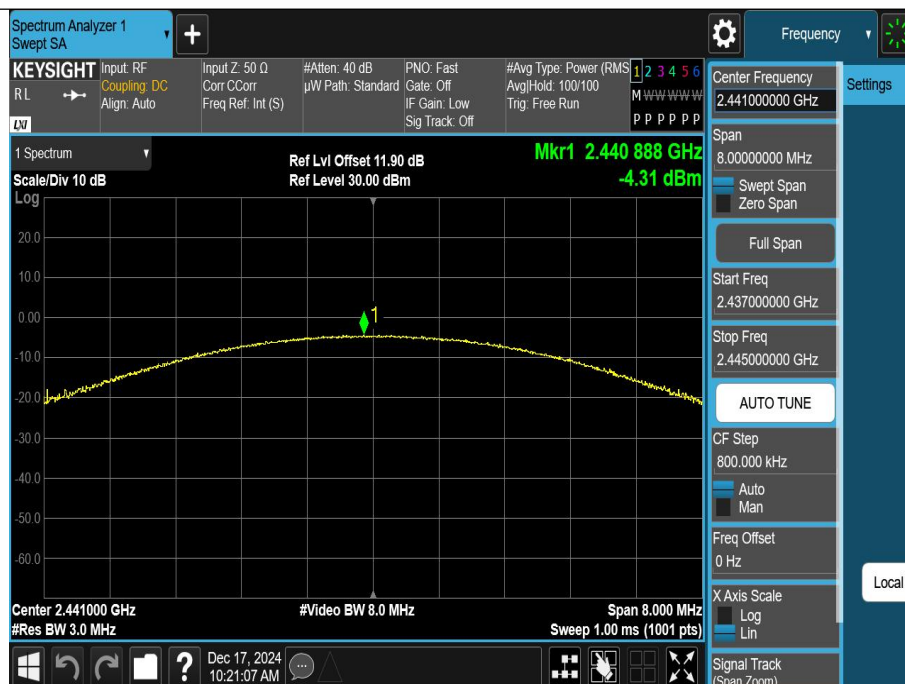 Spectrum Analyzer 1
Swept SA
Frequency
KEYSIGHT
RL
LXI
Input: RF
Coupling: DC
Align: Auto
Input Z: 50 Ω
Corr CCorr
Freq Ref: Int (S)
#Atten: 40 dB
µW Path: Standard
PNO: Fast
Gate: Off
IF Gain: Low
Sig Track: Off
#Avg Type: Power (RMS
Avg|Hold: 100/100
Trig: Free Run
1 2 3 4 5 6
M W W W W W
P P P P P P
Center Frequency
2.441000000 GHz
Settings
Span
8.00000000 MHz
Swept Span
Zero Span
Full Span
Start Freq
2.437000000 GHz
Stop Freq
2.445000000 GHz
AUTO TUNE
CF Step
800.000 kHz
Auto
Man
Freq Offset
0 Hz
X Axis Scale
Log
Lin
Local
Signal Track
(Span Zoom)
1 Spectrum
Scale/Div 10 dB
Log
Ref Lvl Offset 11.90 dB
Ref Level 30.00 dBm
Mkr1 2.440 888 GHz
-4.31 dBm
20.0
10.0
0.00
-10.0
-20.0
-30.0
-40.0
-50.0
-60.0
1
Center 2.441000 GHz
#Res BW 3.0 MHz
#Video BW 8.0 MHz
Span 8.000 MHz
Sweep 1.00 ms (1001 pts)
?
Dec 17, 2024
10:21:07 AM